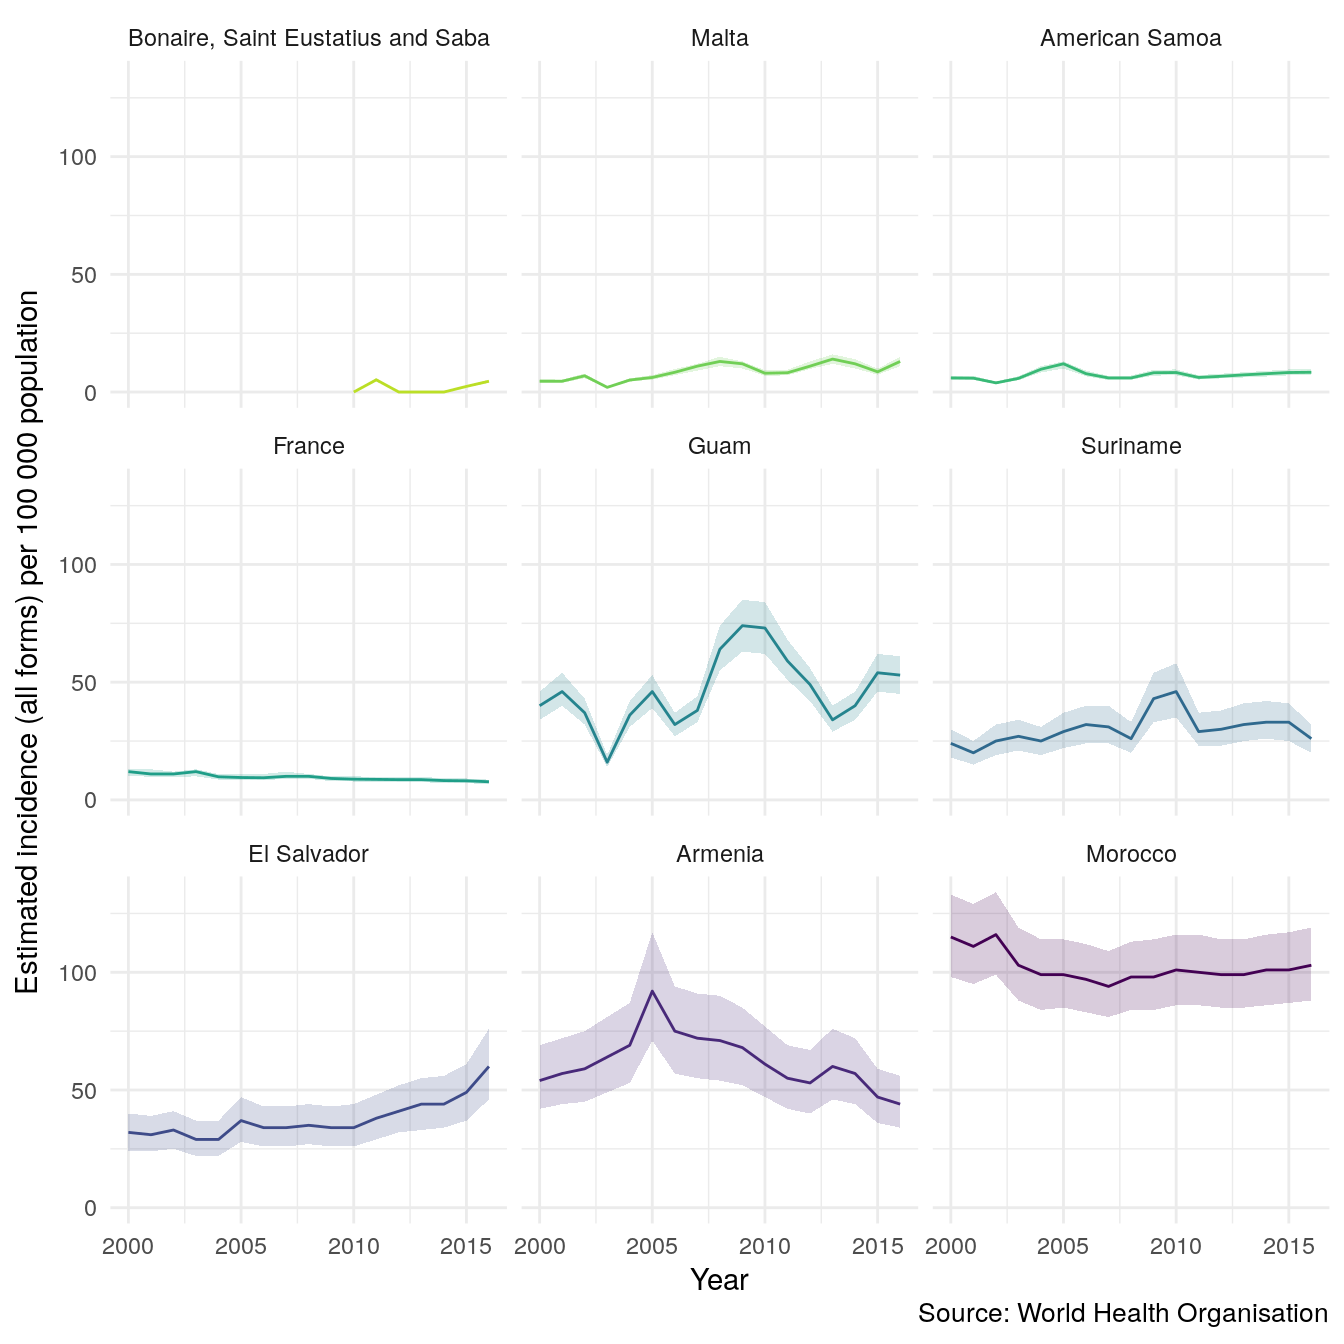 Bonaire, Saint Eustatius and Saba
Malta
American Samoa
100
50
0
France
Guam
Suriname
100
50
0
El Salvador
Armenia
Morocco
100
50
0
2000 2005 2010 2015
2000 2005 2010 2015
2000 2005 2010 2015
Estimated incidence (all forms) per 100 000 population
Year
Source: World Health Organisation